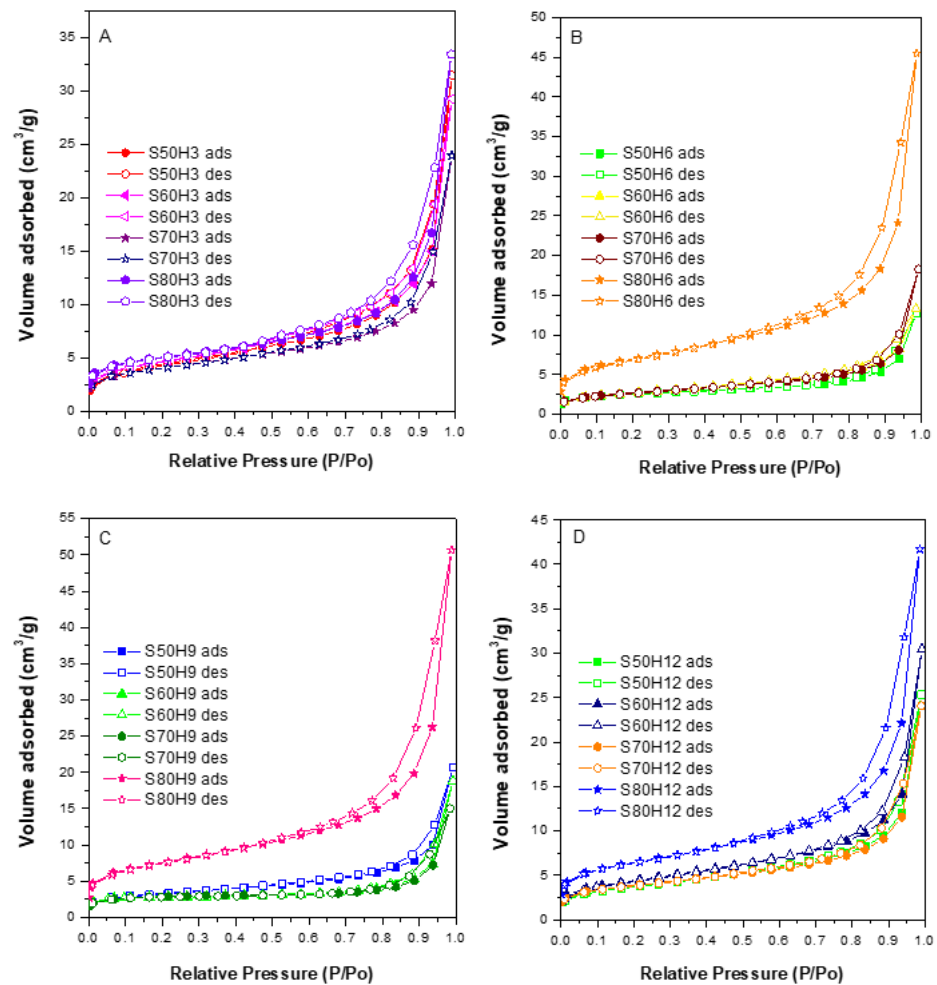 A
Volume adsorbed (cm³/g)
35
30
25
20
15
10
5
0
S50H3 ads
S50H3 des
S60H3 ads
S60H3 des
S70H3 ads
S70H3 des
S80H3 ads
S80H3 des
0.0 0.1 0.2 0.3 0.4 0.5 0.6 0.7 0.8 0.9 1.0
Relative Pressure (P/Po)
B
Volume adsorbed (cm³/g)
50
45
40
35
30
25
20
15
10
5
0
S50H6 ads
S50H6 des
S60H6 ads
S60H6 des
S70H6 ads
S70H6 des
S80H6 ads
S80H6 des
0.0 0.1 0.2 0.3 0.4 0.5 0.6 0.7 0.8 0.9 1.0
Relative Pressure (P/Po)
C
Volume adsorbed (cm³/g)
55
50
45
40
35
30
25
20
15
10
5
0
S50H9 ads
S50H9 des
S60H9 ads
S60H9 des
S70H9 ads
S70H9 des
S80H9 ads
S80H9 des
0.0 0.1 0.2 0.3 0.4 0.5 0.6 0.7 0.8 0.9 1.0
Relative Pressure (P/Po)
D
Volume adsorbed (cm³/g)
45
40
35
30
25
20
15
10
5
0
S50H12 ads
S50H12 des
S60H12 ads
S60H12 des
S70H12 ads
S70H12 des
S80H12 ads
S80H12 des
0.0 0.1 0.2 0.3 0.4 0.5 0.6 0.7 0.8 0.9 1.0
Relative Pressure (P/Po)